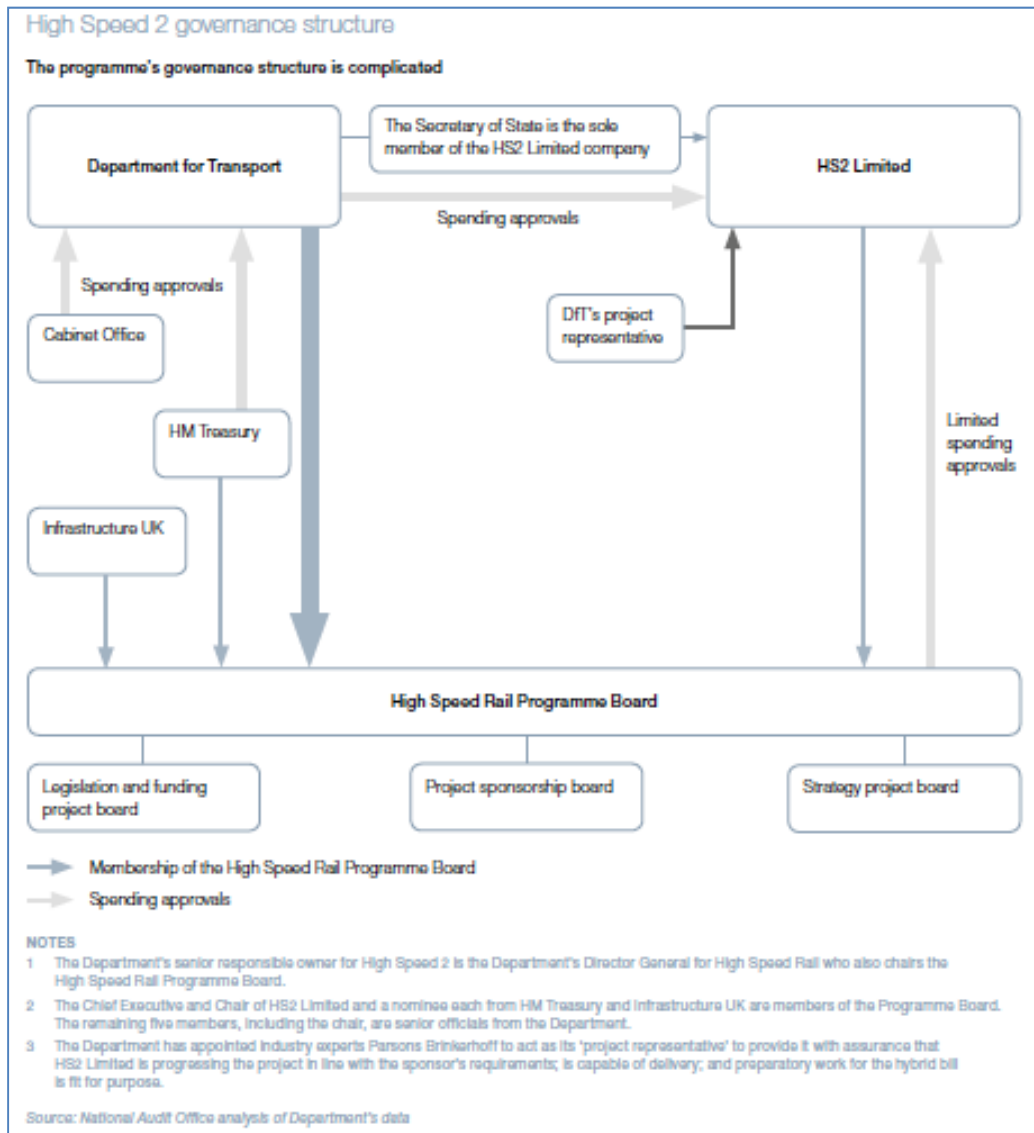 High Speed 2 governance structure
The programme's governance structure is complicated
Department for Transport
The Secretary of State is the sole
member of the HS2 Limited company
HS2 Limited
Spending approvals
Spending approvals
Cabinet Office
DfT's project
representative
HM Treasury
Limited
spending
approvals
Infrastructure UK
High Speed Rail Programme Board
Legislation and funding
project board
Project sponsorship board
Strategy project board
Membership of the High Speed Rail Programme Board
Spending approvals
NOTES
1 The Department's senior responsible owner for High Speed 2 is the Department's Director General for High Speed Rail who also chairs the
High Speed Rail Programme Board.
2 The Chief Executive and Chair of HS2 Limited and a nominee each from HM Treasury and Infrastructure UK are members of the Programme Board.
The remaining five members, including the chair, are senior officials from the Department.
3 The Department has appointed industry experts Parsons Brinkerhoff to act as its 'project representative' to provide it with assurance that
HS2 Limited is progressing the project in line with the sponsor's requirements; is capable of delivery; and preparatory work for the hybrid bill
is fit for purpose.
Source: National Audit Office analysis of Department's data